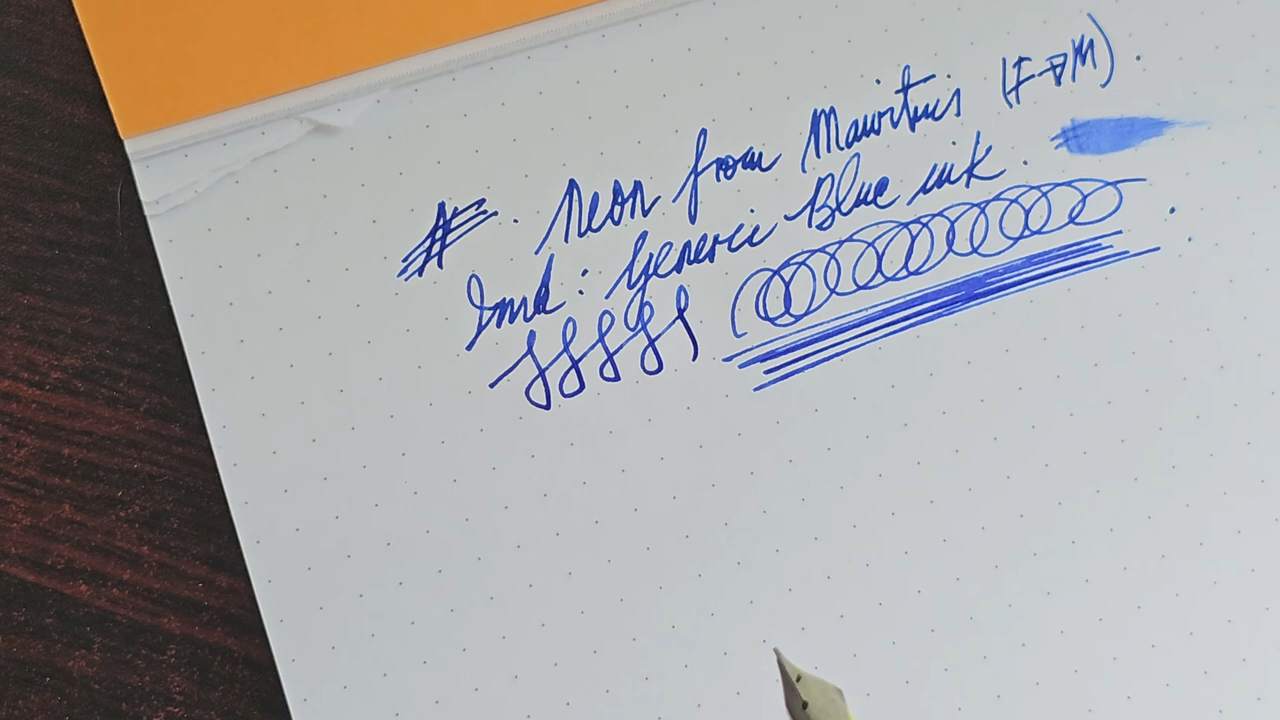 #. Neon from Mauritius (F→M).
Ink: Generic Blue ink.